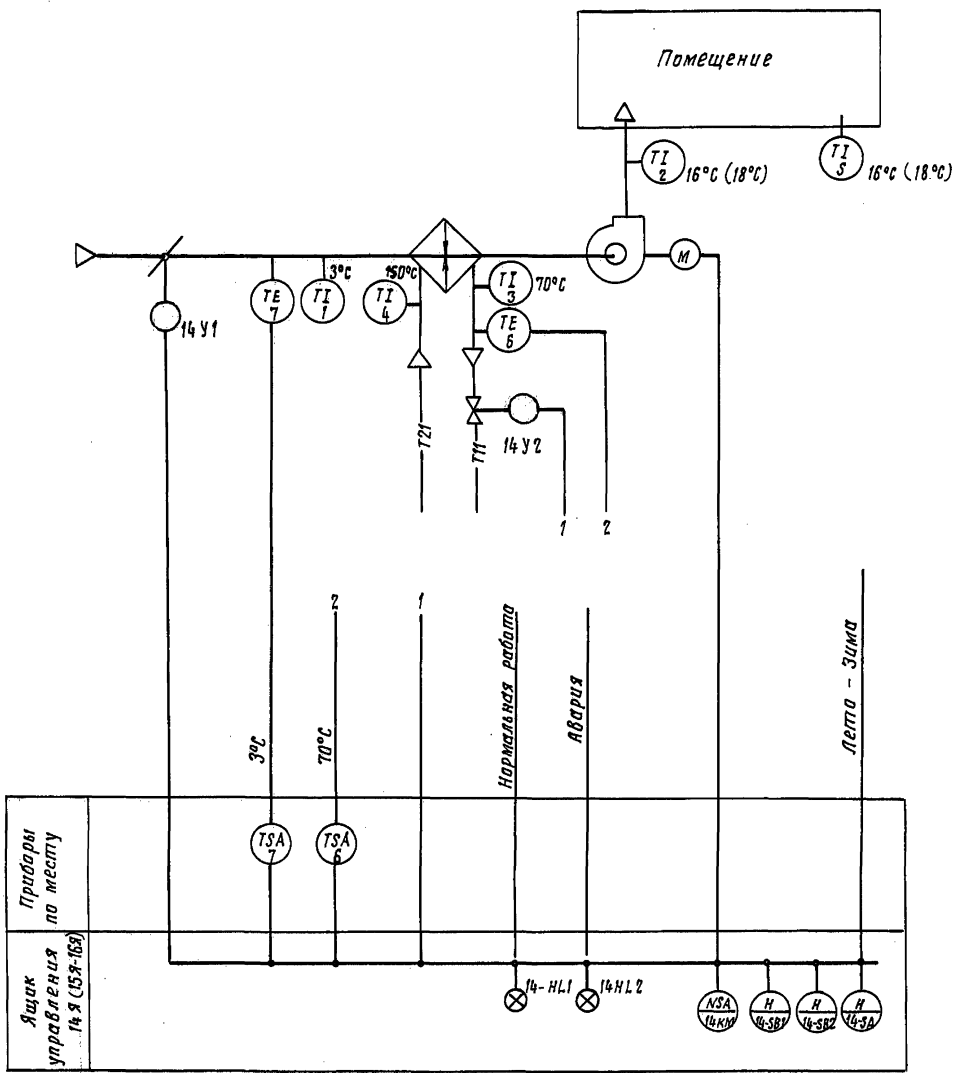 Помещение
TI
2
16°С (18°С)
TI
5
16°С (18°С)
М
TE
7
3°С
TI
1
150°С
TI
4
TI
3
70°С
TE
6
14У1
14У2
T21
T11
1
2
2
1
3°С
70°С
Нормальная работа
Авария
Лето - Зима
Приборы
по месту
TSA
7
TSA
6
Ящик
управления
14Я (15Я-16Я)
14-HL1
14HL2
NSA
14КМ
H
14-SB1
H
14-SB2
H
14-SA